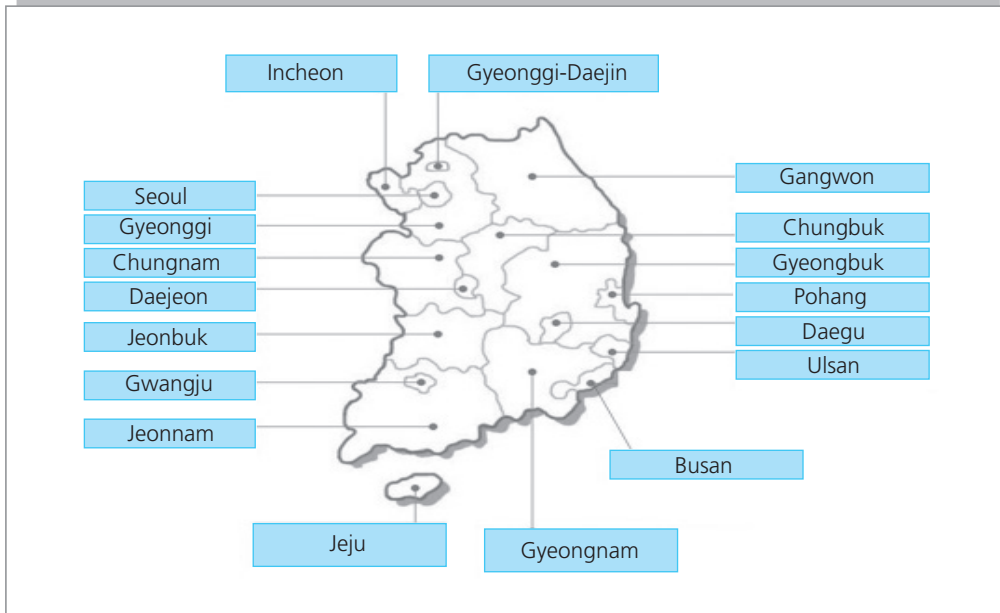 Incheon
Gyeonggi-Daejin
Seoul
Gyeonggi
Chungnam
Daejeon
Jeonbuk
Gwangju
Jeonnam
Gangwon
Chungbuk
Gyeongbuk
Pohang
Daegu
Ulsan
Busan
Jeju
Gyeongnam